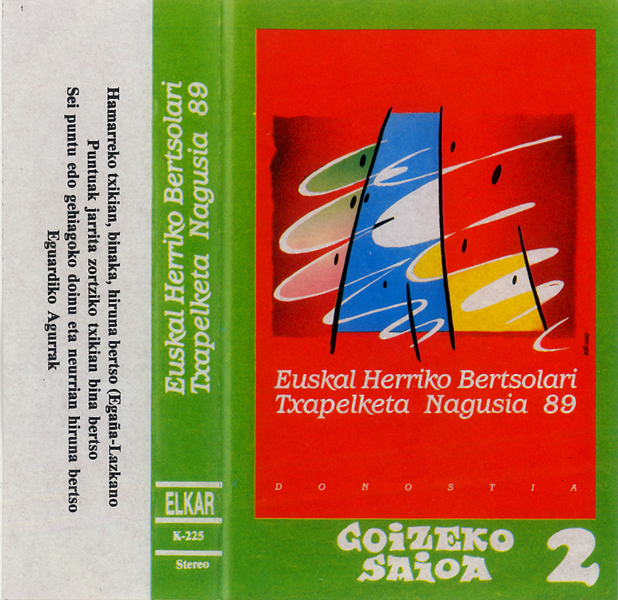 Hamarreko txikian, binaka, hiruna bertso (Egaña-Lazkano
Puntuak jarrita zortziko txikian bina bertso
Sei puntu edo gehiagoko doinu eta neurrian hiruna bertso
Eguardiko Agurrak
Euskal Herriko Bertsolari
Txapelketa Nagusia 89
ELKAR
K-225
Stereo
Euskal Herriko Bertsolari
Txapelketa Nagusia 89
DONOSTIA
GOiZEKO
SAiOA
2